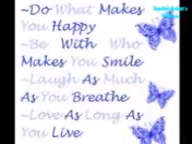 ~Do What Makes
You Happy
~Be With Who
Makes You Smile
~Laugh As Much
As You Breathe
~Love As Long As
You Live